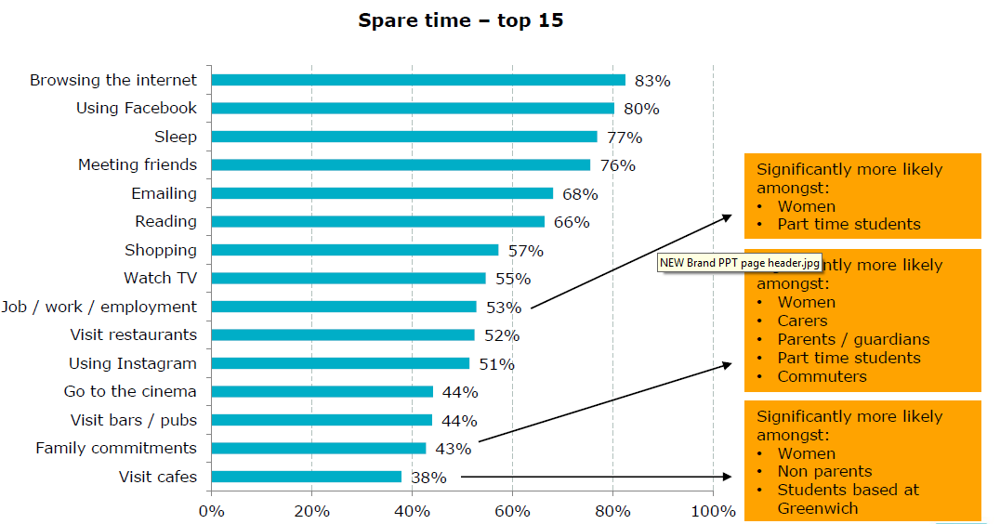 Spare time – top 15
Browsing the internet 83%
Using Facebook 80%
Sleep 77%
Meeting friends 76%
Emailing 68%
Reading 66%
Shopping 57%
Watch TV 55%
Job / work / employment 53%
Visit restaurants 52%
Using Instagram 51%
Go to the cinema 44%
Visit bars / pubs 44%
Family commitments 43%
Visit cafes 38%
0% 20% 40% 60% 80% 100%
Significantly more likely
amongst:
• Women
• Part time students
NEW Brand PPT page header.jpg
more likely
amongst:
• Women
• Carers
• Parents / guardians
• Part time students
• Commuters
Significantly more likely
amongst:
• Women
• Non parents
• Students based at
Greenwich